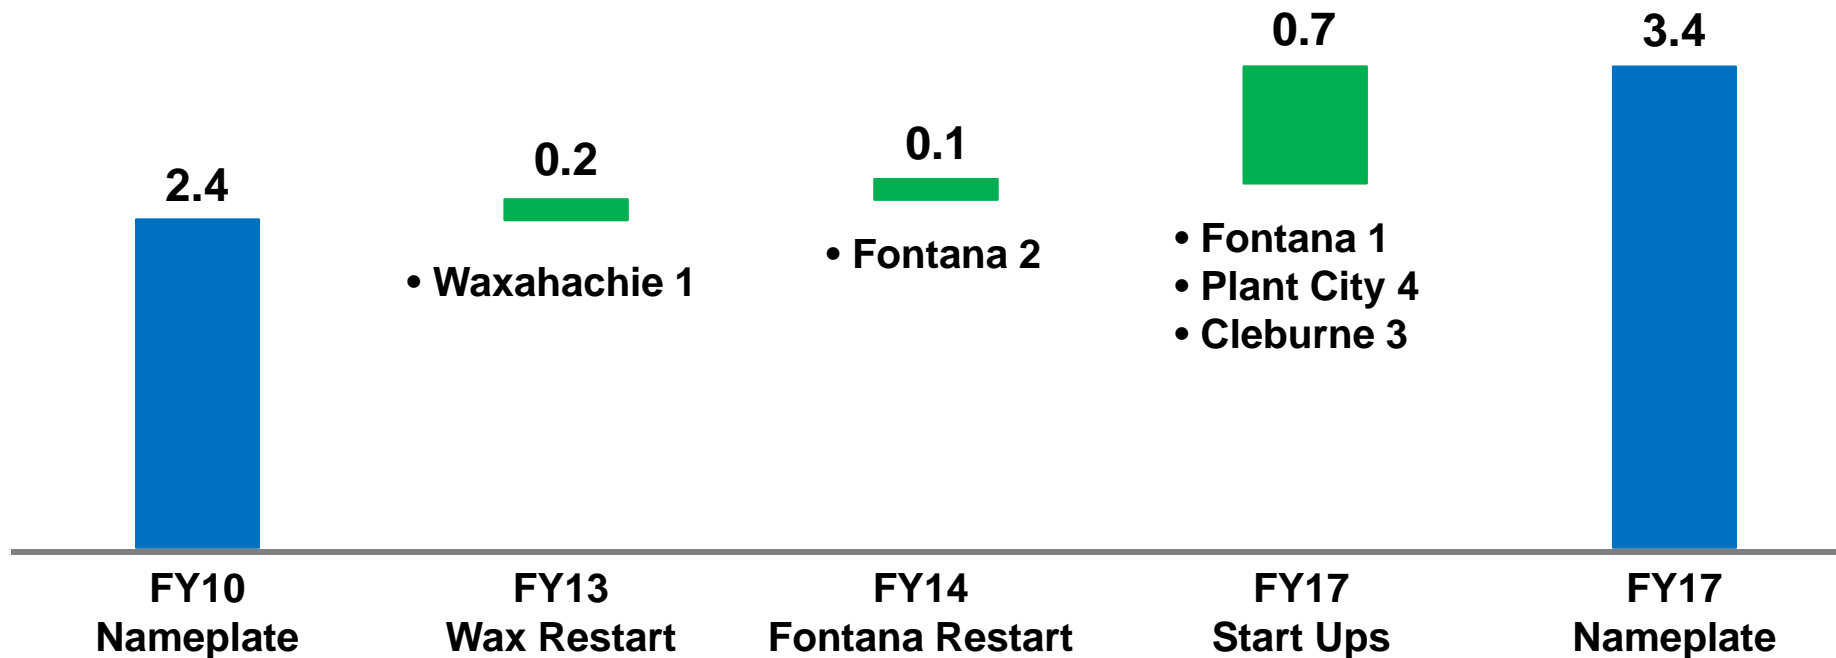 2.4
0.2
0.1
0.7
3.4
• Waxahachie 1
• Fontana 2
• Fontana 1
• Plant City 4
• Cleburne 3
FY10
Nameplate
FY13
Wax Restart
FY14
Fontana Restart
FY17
Start Ups
FY17
Nameplate